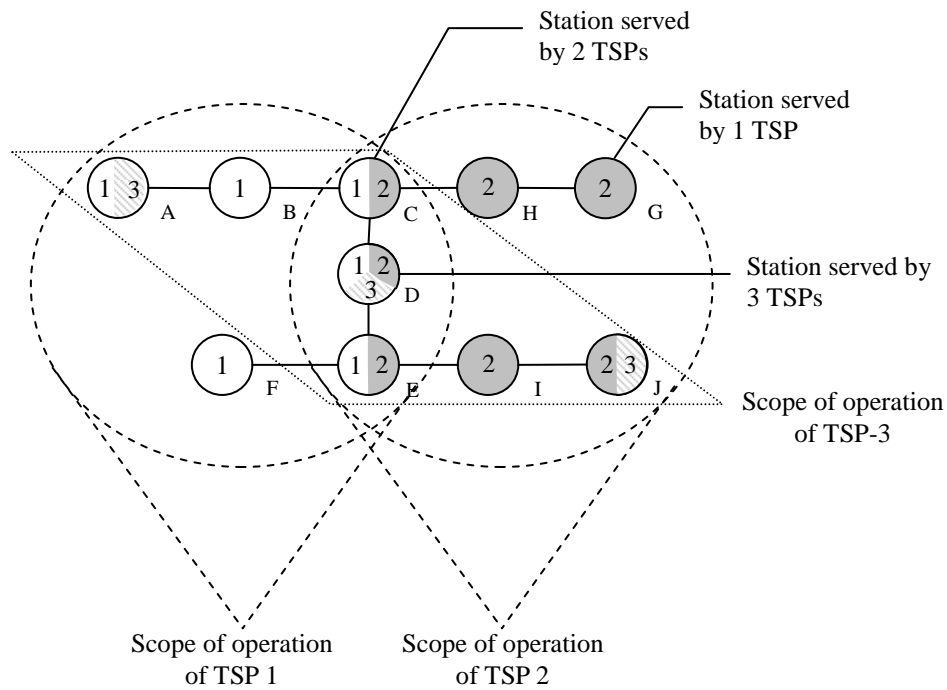 Station served
by 2 TSPs
Station served
by 1 TSP
1 3 A
1 B
1 2 C
2 H
2 G
1 2 3 D
Station served by
3 TSPs
1 F
1 2 E
2 I
2 3 J
Scope of operation
of TSP-3
Scope of operation
of TSP 1
Scope of operation
of TSP 2